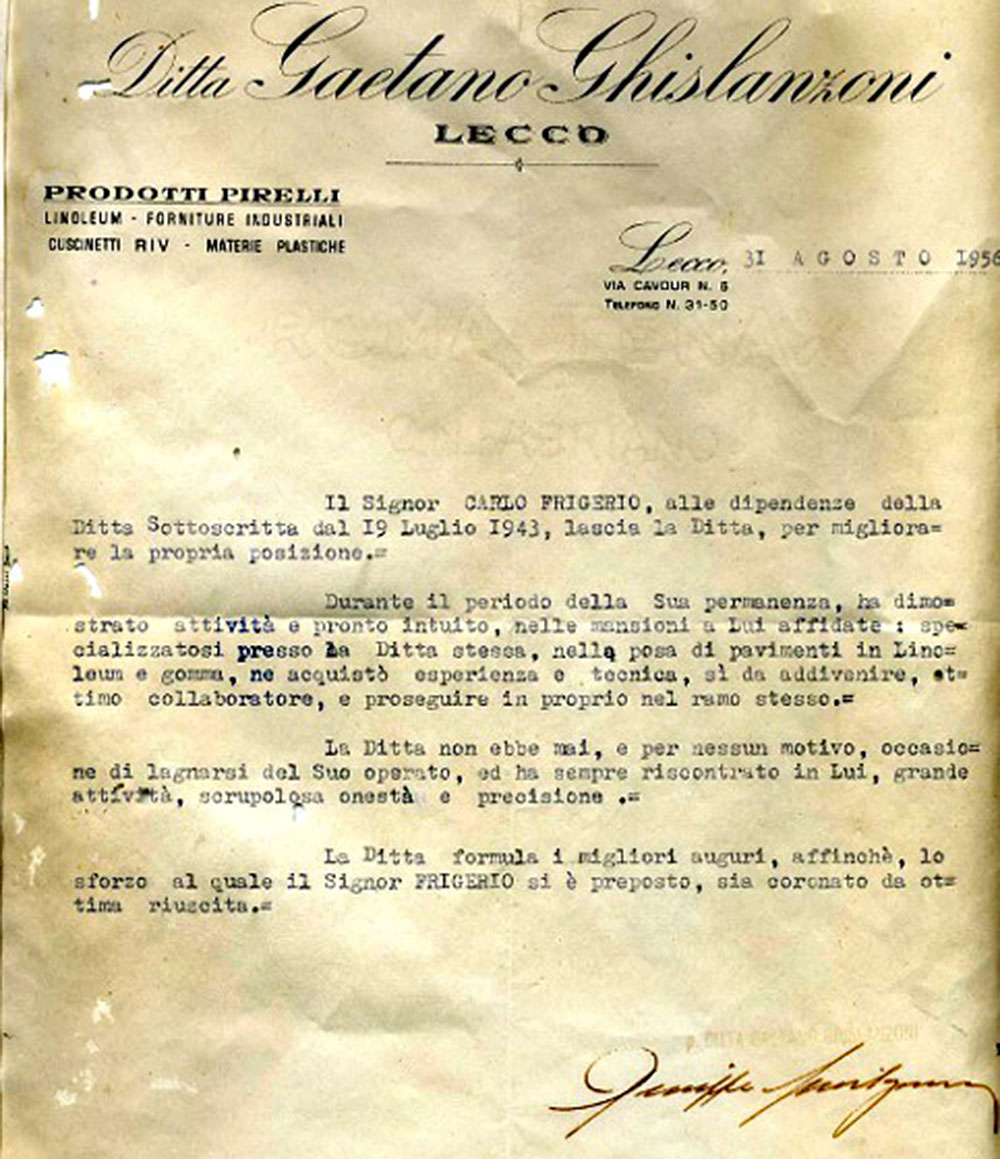 Ditta Gaetano Ghislanzoni
LECCO
PRODOTTI PIRELLI
LINOLEUM - FORNITURE INDUSTRIALI
CUSCINETTI RIV - MATERIE PLASTICHE
Lecco, 31 AGOSTO 1956
VIA CAVOUR N. 6
TELEFONO N. 31-50
Il Signor CARLO FRIGERIO, alle dipendenze della
Ditta Sottoscritta dal 19 Luglio 1943, lascia la Ditta, per migliora=
re la propria posizione.=
Durante il periodo della Sua permanenza, ha dimo=
strato attività e pronto intuito, nelle mansioni a Lui affidate : spe=
cializzatosi presso la Ditta stessa, nella posa di pavimenti in Lino=
leum e gomma, ne acquistò esperienza e tecnica, sì da addivenire, ot=
timo collaboratore, e proseguire in proprio nel ramo stesso.=
La Ditta non ebbe mai, e per nessun motivo, occasio=
ne di lagnarsi del Suo operato, ed ha sempre riscontrato in Lui, grande
attività, scrupolosa onestà e precisione .=
La Ditta formula i migliori auguri, affinchè, lo
sforzo al quale il Signor FRIGERIO si è preposto, sia coronato da ot=
tima riuscita.=
p. DITTA GAETANO GHISLANZONI